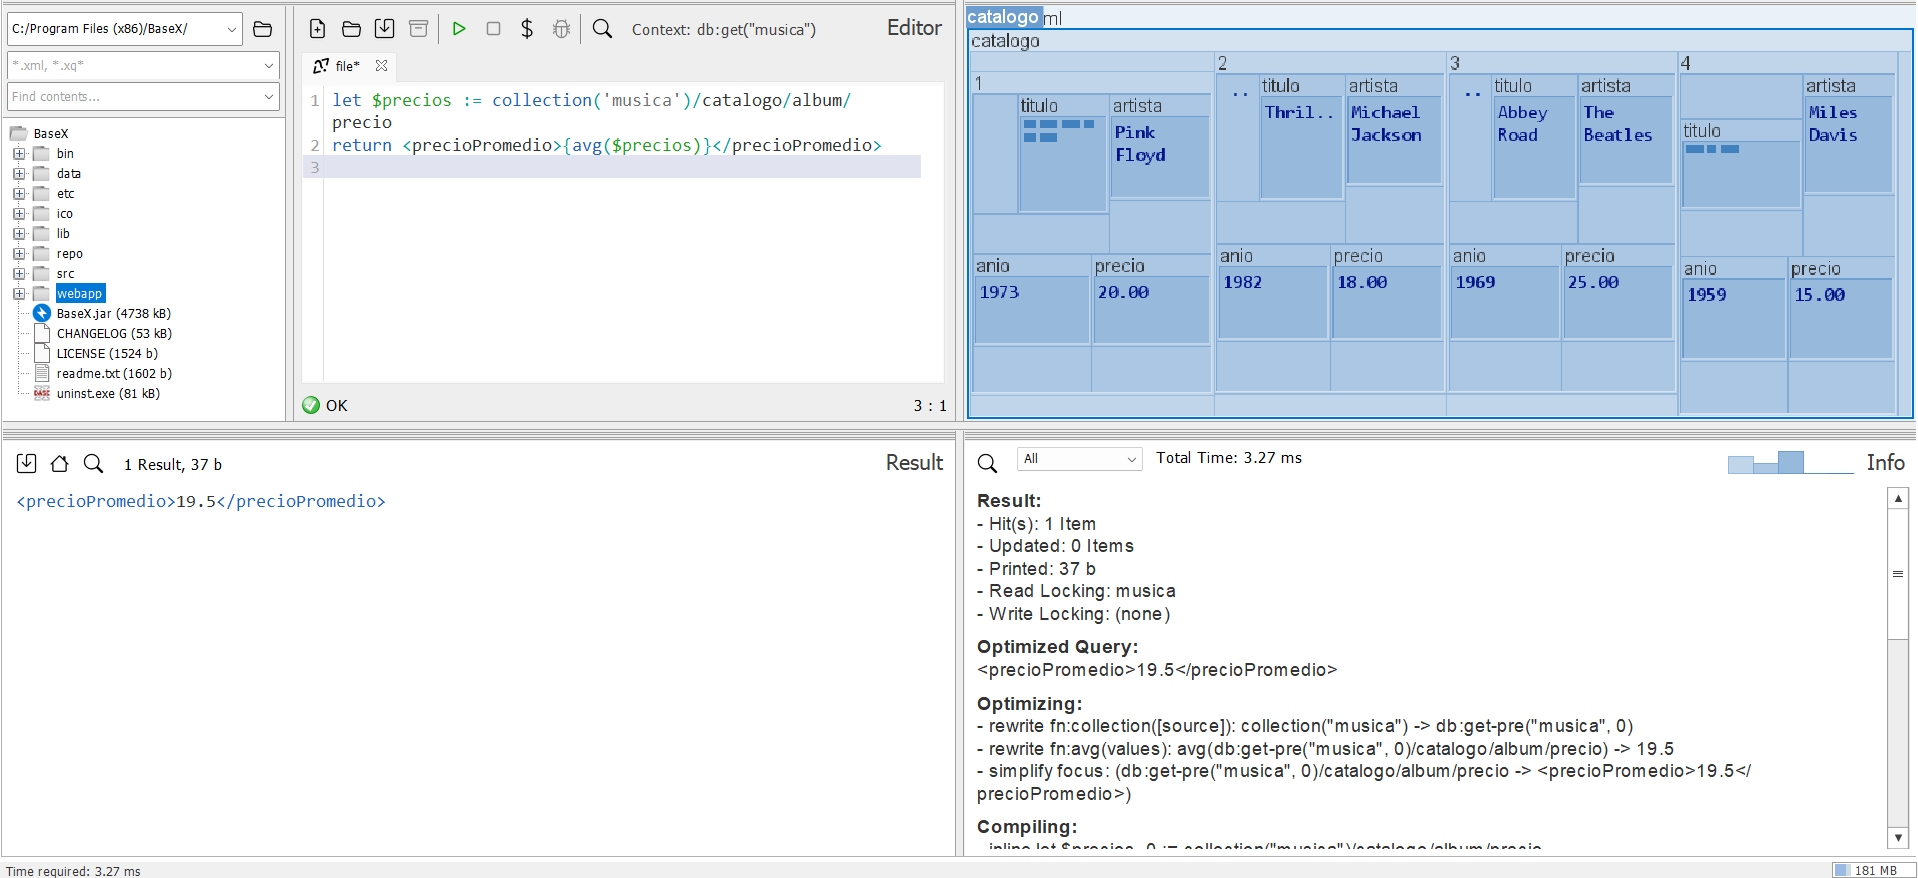 C:/Program Files (x86)/BaseX/
*.xml, *.xq*
Find contents...
BaseX
bin
data
etc
ico
lib
repo
src
webapp
BaseX.jar (4738 kB)
CHANGELOG (53 kB)
LICENSE (1524 b)
readme.txt (1602 b)
uninst.exe (81 kB)
Context: db:get("musica")
Editor
file*
1 let $precios := collection('musica')/catalogo/album/
precio
2 return <precioPromedio>{avg($precios)}</precioPromedio>
3
OK
3 : 1
catalogo ml
catalogo
1
titulo
artista
Pink
Floyd
anio
1973
precio
20.00
2
..
titulo
Thril..
artista
Michael
Jackson
anio
1982
precio
18.00
3
..
titulo
Abbey
Road
artista
The
Beatles
anio
1969
precio
25.00
4
titulo
artista
Miles
Davis
anio
1959
precio
15.00
1 Result, 37 b
Result
<precioPromedio>19.5</precioPromedio>
All
Total Time: 3.27 ms
Info
Result:
- Hit(s): 1 Item
- Updated: 0 Items
- Printed: 37 b
- Read Locking: musica
- Write Locking: (none)
Optimized Query:
<precioPromedio>19.5</precioPromedio>
Optimizing:
- rewrite fn:collection([source]): collection("musica") -> db:get-pre("musica", 0)
- rewrite fn:avg(values): avg(db:get-pre("musica", 0)/catalogo/album/precio) -> 19.5
- simplify focus: (db:get-pre("musica", 0)/catalogo/album/precio -> <precioPromedio>19.5</
precioPromedio>)
Compiling:
- inline let $precios_0 := collection("musica")/catalogo/album/precio
Time required: 3.27 ms
181 MB